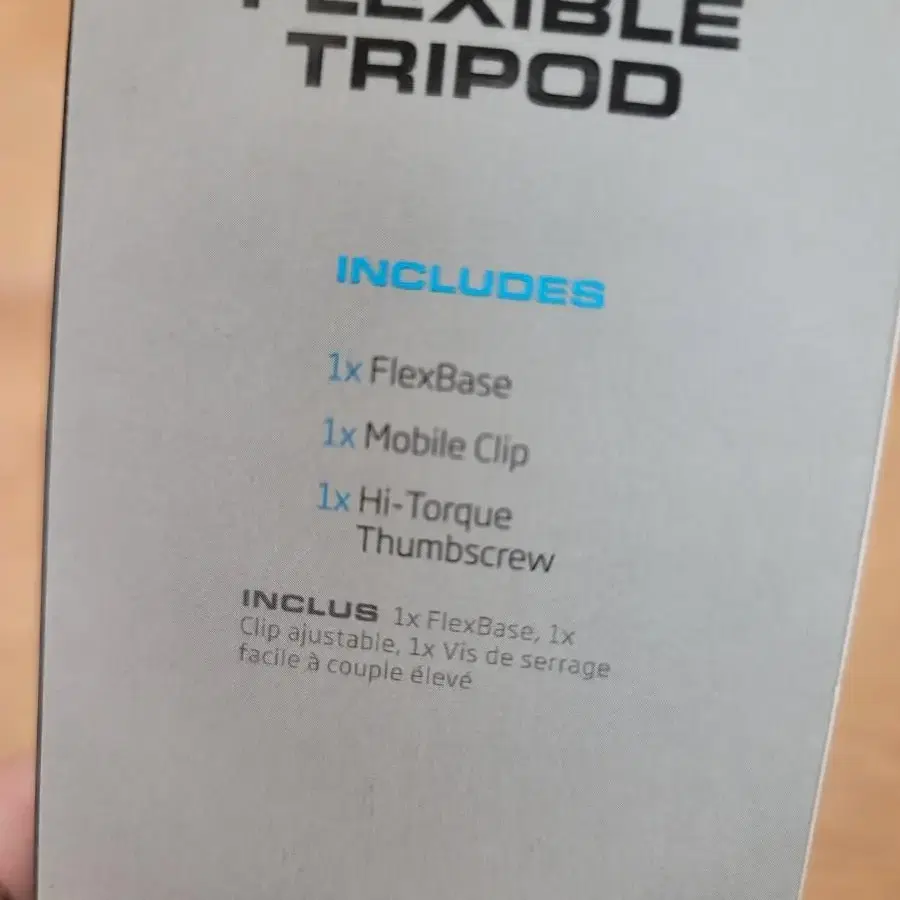 FLEXIBLE
TRIPOD
INCLUDES
1x FlexBase
1x Mobile Clip
1x Hi-Torque
Thumbscrew
INCLUS 1x FlexBase, 1x
Clip ajustable, 1x Vis de serrage
facile à couple élevé